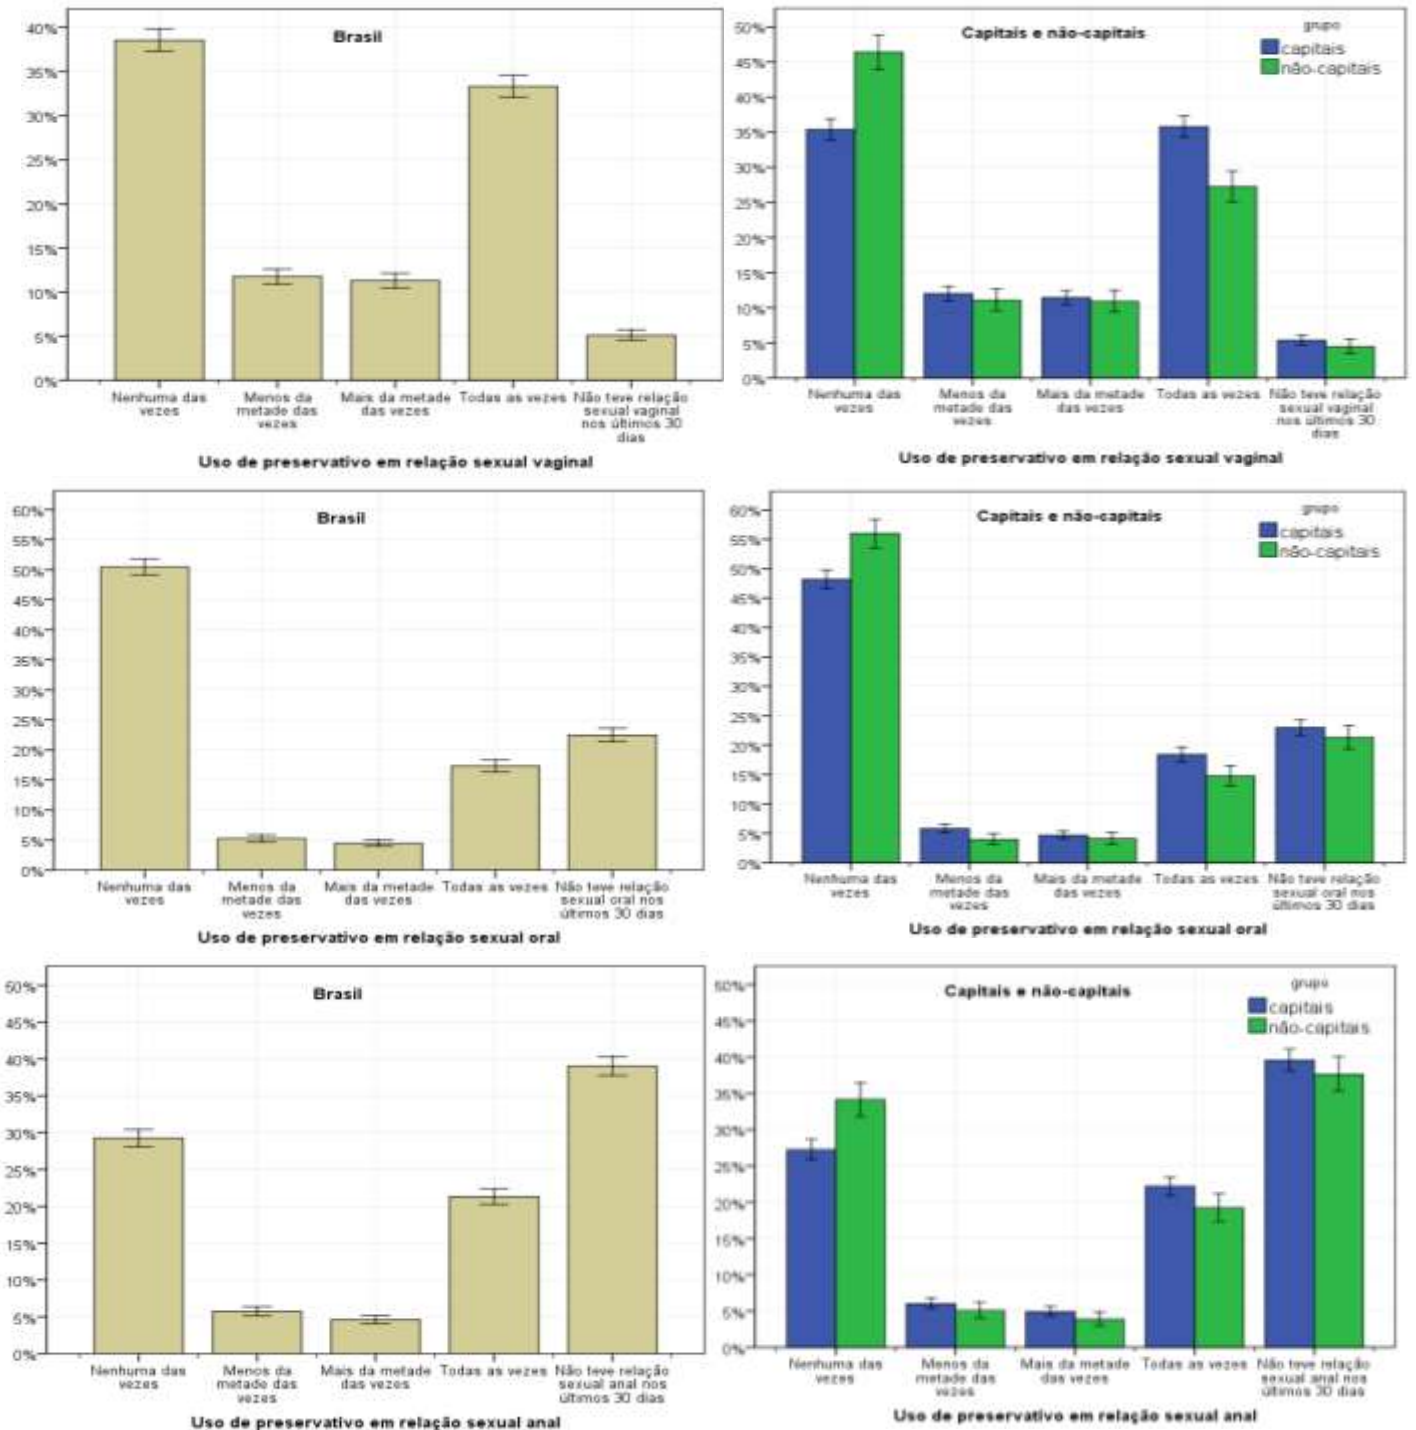 Brasil
40%
35%
30%
25%
20%
15%
10%
5%
0%
Nenhuma das
vezes
Menos da
metade das
vezes
Mais da metade
das vezes
Todas as vezes
Não teve relação
sexual vaginal
nos últimos 30
dias
Uso de preservativo em relação sexual vaginal
Capitais e não-capitais
grupo
capitais
não-capitais
50%
45%
40%
35%
30%
25%
20%
15%
10%
5%
0%
Nenhuma das
vezes
Menos da
metade das
vezes
Mais da metade
das vezes
Todas as vezes
Não teve relação
sexual vaginal
nos últimos 30
dias
Uso de preservativo em relação sexual vaginal
Brasil
60%
55%
50%
45%
40%
35%
30%
25%
20%
15%
10%
5%
0%
Nenhuma das
vezes
Menos da
metade das
vezes
Mais da metade
das vezes
Todas as vezes
Não teve relação
sexual oral nos
últimos 30 dias
Uso de preservativo em relação sexual oral
Capitais e não-capitais
grupo
capitais
não-capitais
60%
55%
50%
45%
40%
35%
30%
25%
20%
15%
10%
5%
0%
Nenhuma das
vezes
Menos da
metade das
vezes
Mais da metade
das vezes
Todas as vezes
Não teve relação
sexual oral nos
últimos 30 dias
Uso de preservativo em relação sexual oral
Brasil
50%
45%
40%
35%
30%
25%
20%
15%
10%
5%
0%
Nenhuma das
vezes
Menos da
metade das
vezes
Mais da metade
das vezes
Todas as vezes
Não teve relação
sexual anal nos
últimos 30 dias
Uso de preservativo em relação sexual anal
Capitais e não-capitais
grupo
capitais
não-capitais
50%
45%
40%
35%
30%
25%
20%
15%
10%
5%
0%
Nenhuma das
vezes
Menos da
metade das
vezes
Mais da metade
das vezes
Todas as vezes
Não teve relação
sexual anal nos
últimos 30 dias
Uso de preservativo em relação sexual anal